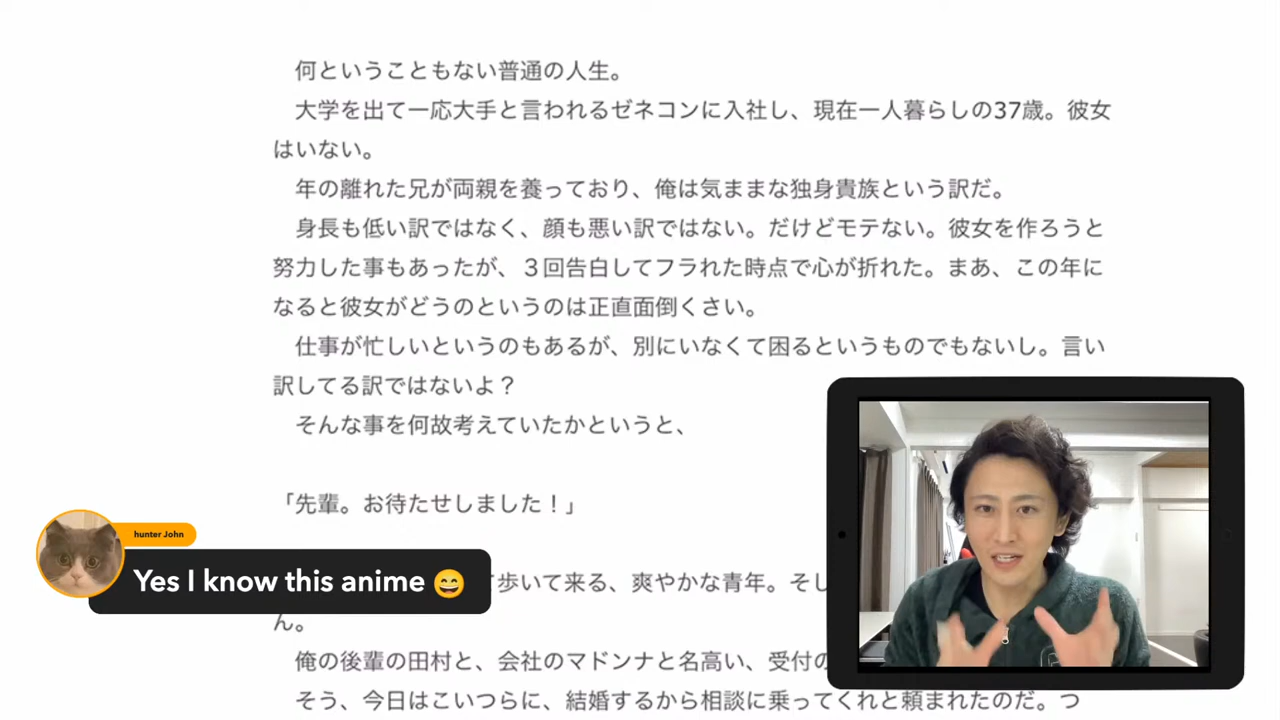 何ということもない普通の人生。
大学を出て一応大手と言われるゼネコンに入社し、現在一人暮らしの37歳。彼女
はいない。
年の離れた兄が両親を養っており、俺は気ままな独身貴族という訳だ。
身長も低い訳ではなく、顔も悪い訳ではない。だけどモテない。彼女を作ろうと
努力した事もあったが、３回告白してフラれた時点で心が折れた。まあ、この年に
なると彼女がどうのというのは正直面倒くさい。
仕事が忙しいというのもあるが、別にいなくて困るというものでもないし。言い
訳してる訳ではないよ？
そんな事を何故考えていたかというと、
「先輩。お待たせしました！」
hunter John
Yes I know this anime 😄
歩いて来る、爽やかな青年。そし
ん。
俺の後輩の田村と、会社のマドンナと名高い、受付の
そう、今日はこいつらに、結婚するから相談に乗ってくれと頼まれたのだ。つ